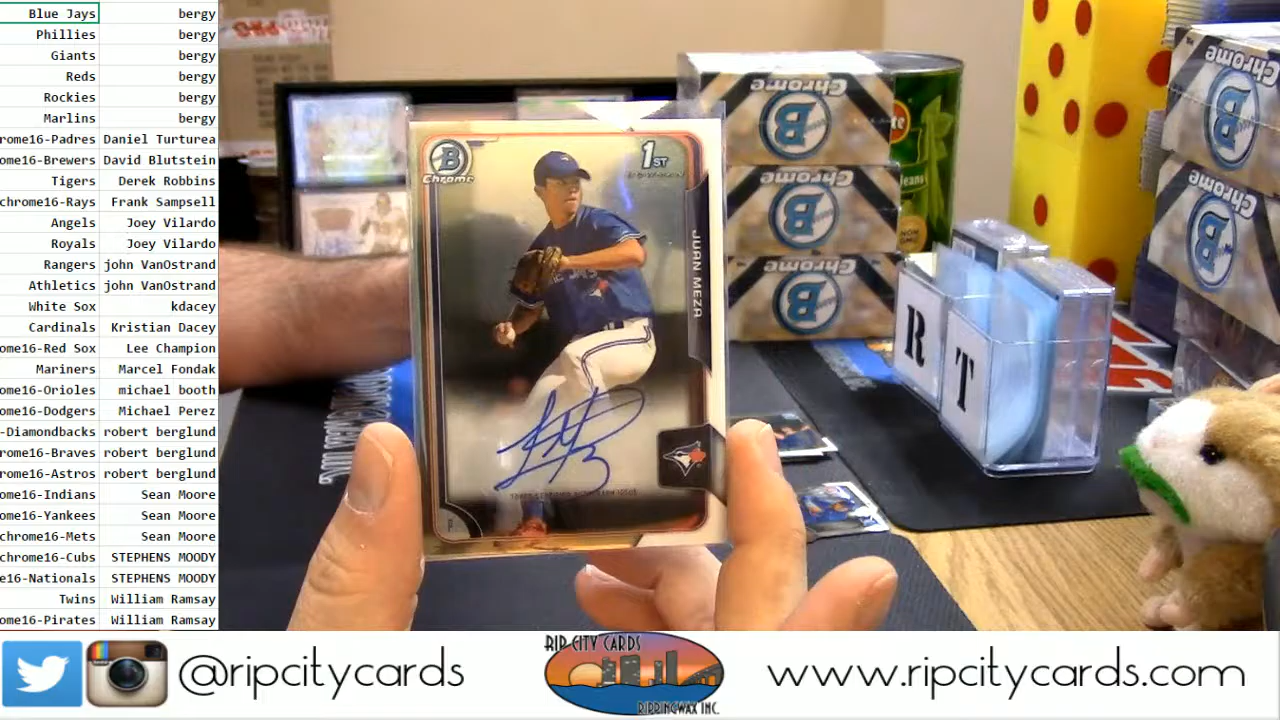 Blue Jays bergy
Phillies bergy
Giants bergy
Reds bergy
Rockies bergy
Marlins bergy
rome16-Padres Daniel Turturea
ome16-Brewers David Blutstein
Tigers Derek Robbins
chrome16-Rays Frank Sampsell
Angels Joey Vilardo
Royals Joey Vilardo
Rangers john VanOstrand
Athletics john VanOstrand
White Sox kdacey
Cardinals Kristian Dacey
ome16-Red Sox Lee Champion
Mariners Marcel Fondak
ome16-Orioles michael booth
ome16-Dodgers Michael Perez
-Diamondbacks robert berglund
rome16-Braves robert berglund
rome16-Astros robert berglund
ome16-Indians Sean Moore
ome16-Yankees Sean Moore
chrome16-Mets Sean Moore
chrome16-Cubs STEPHENS MOODY
e16-Nationals STEPHENS MOODY
Twins William Ramsay
ome16-Pirates William Ramsay
B
Chrome
1ST
JUAN MEZA
P
Chrome
B
Chrome
B
Chrome
B
Chrome
B
Chrome
B
NON
GMO
R T
@ripcitycards
RIP CITY CARDS
RIPPINGWAX INC.
www.ripcitycards.com